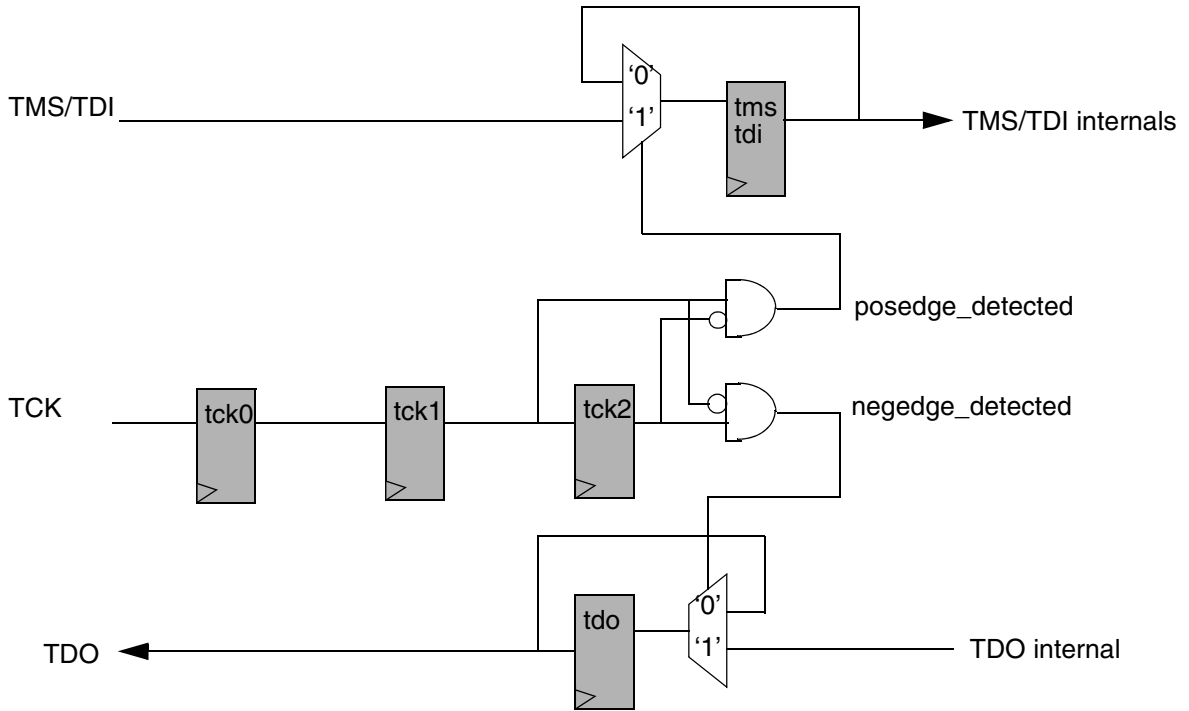 ‘0’
TMS/TDI
‘1’
tms
tdi
TMS/TDI internals
posedge_detected
TCK
tck0
tck1
tck2
negedge_detected
‘0’
tdo
‘1’
TDO
TDO internal